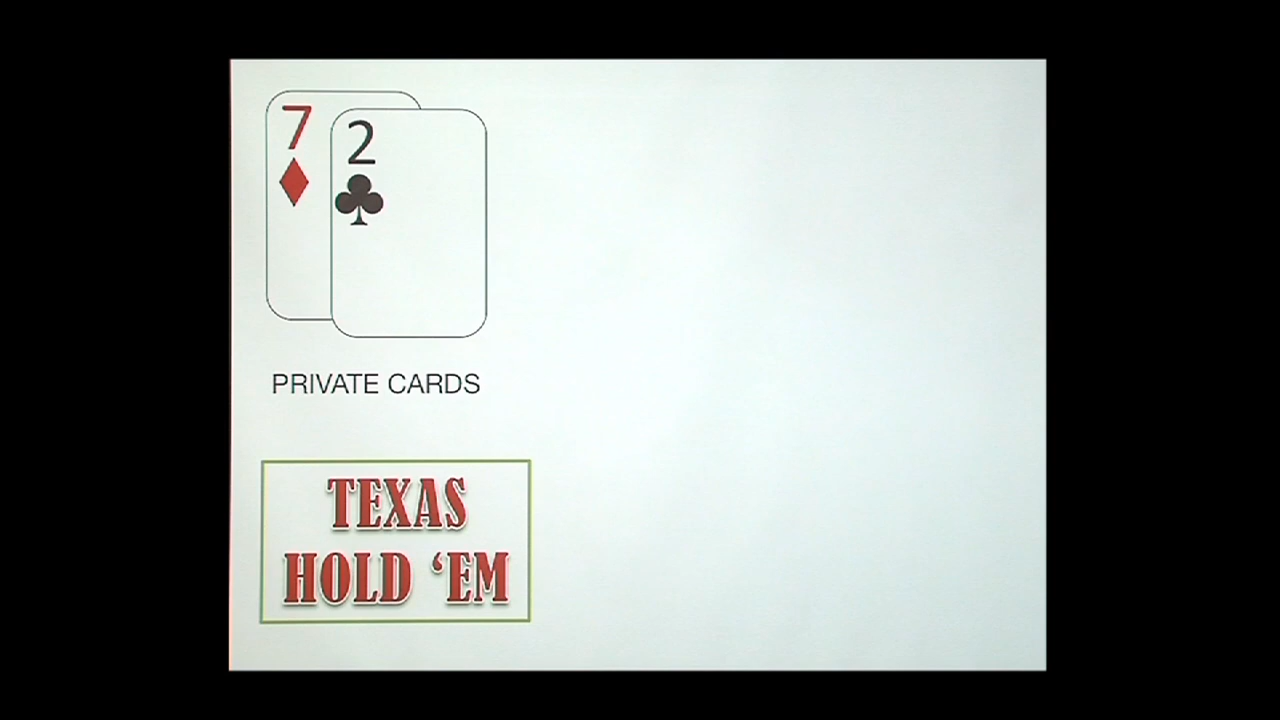 7
2
PRIVATE CARDS
TEXAS
HOLD ‘EM